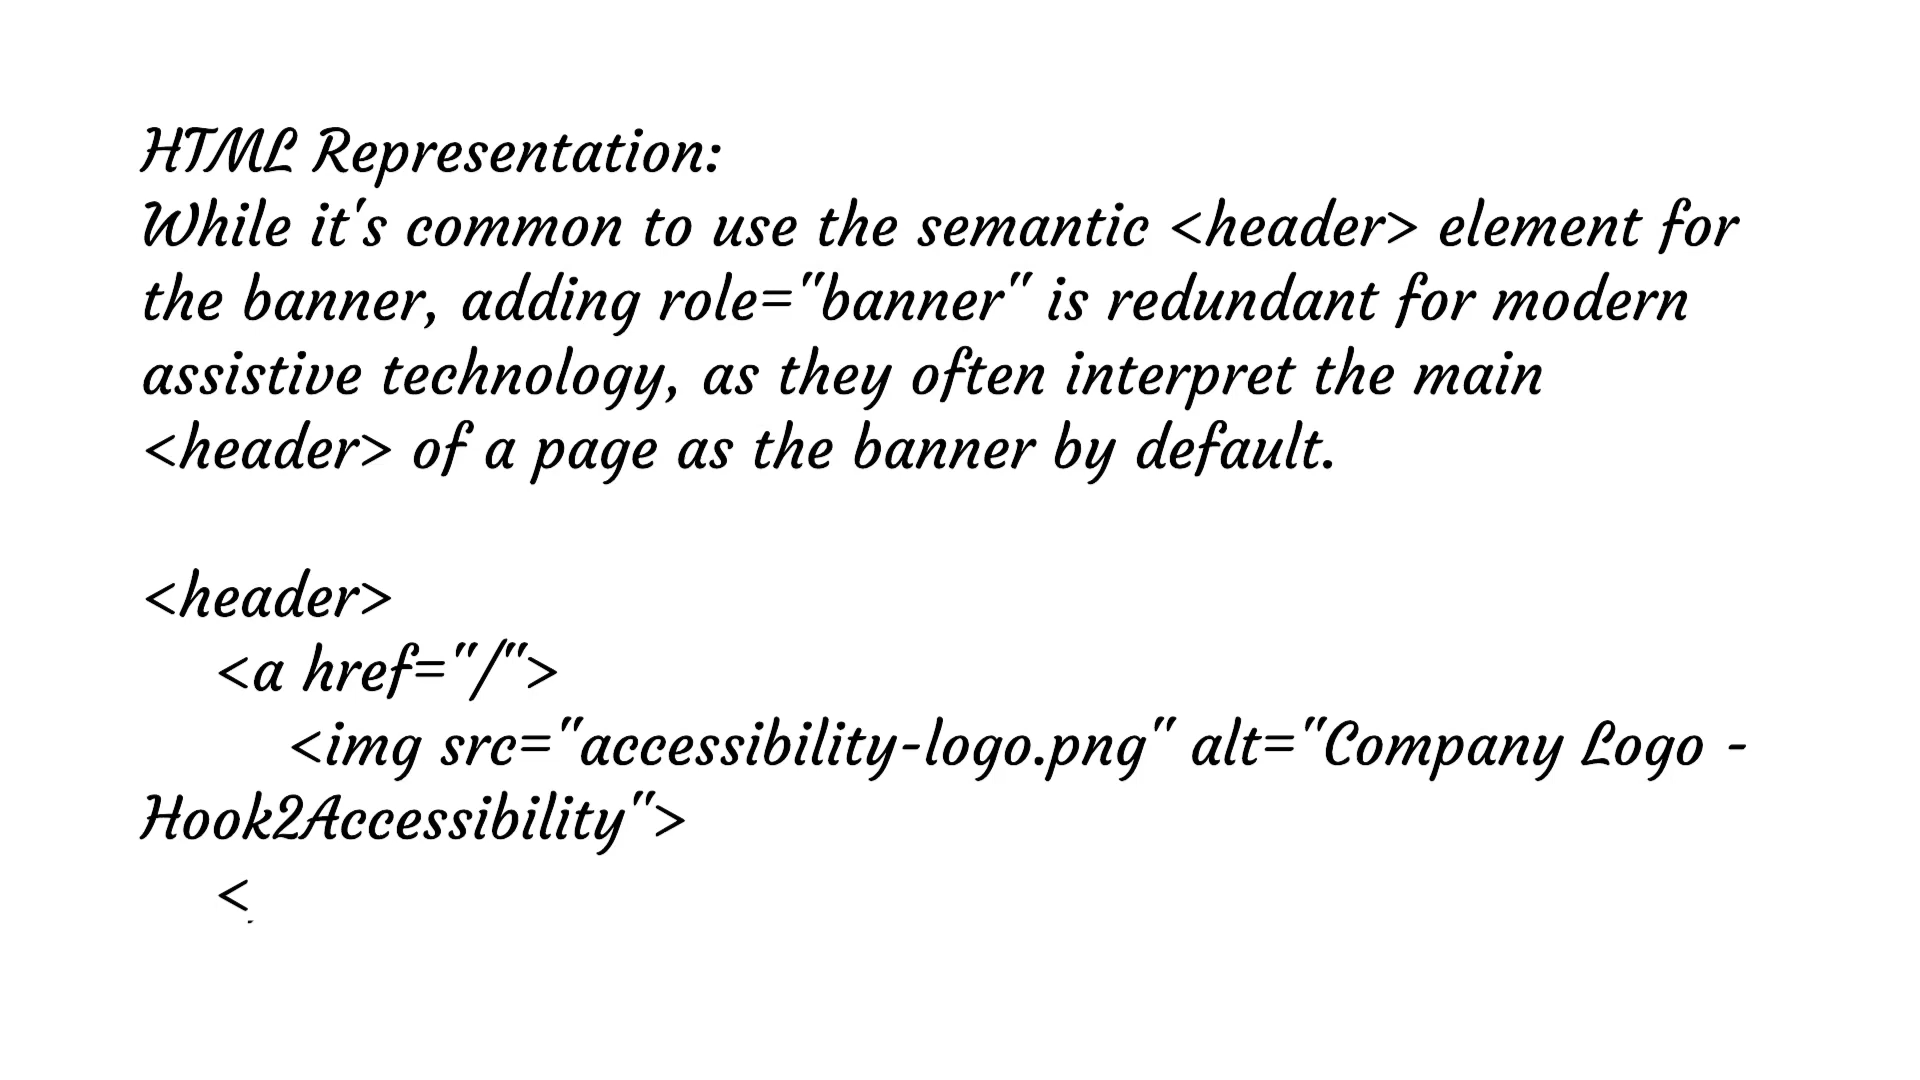 HTML Representation:
While it's common to use the semantic <header> element for
the banner, adding role="banner" is redundant for modern
assistive technology, as they often interpret the main
<header> of a page as the banner by default.

<header>
    <a href="/">
        <img src="accessibility-logo.png" alt="Company Logo -
Hook2Accessibility">
    <